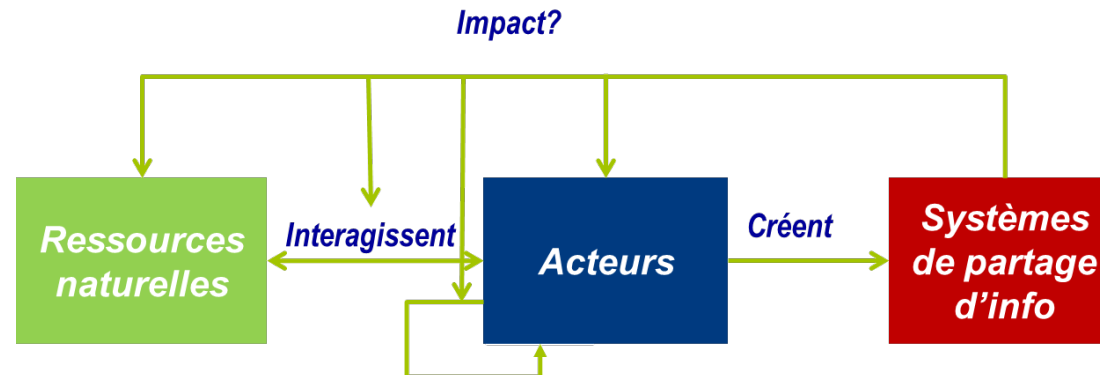 Impact?
Ressources
naturelles
Interagissent
Acteurs
Créent
Systèmes
de partage
d’info